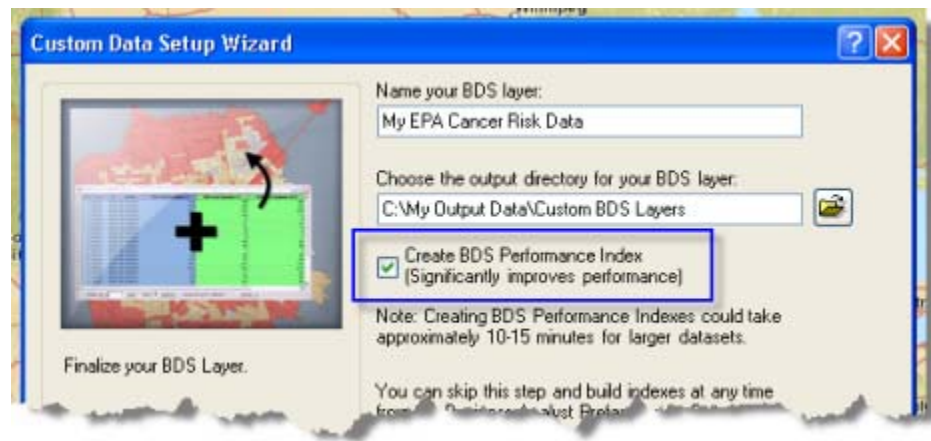 Winnipeg
Custom Data Setup Wizard
Name your BDS layer:
My EPA Cancer Risk Data
Choose the output directory for your BDS layer:
C:\My Output Data\Custom BDS Layers
Create BDS Performance Index
(Significantly improves performance)
Note: Creating BDS Performance Indexes could take
approximately 10-15 minutes for larger datasets.
Finalize your BDS Layer.
You can skip this step and build indexes at any time